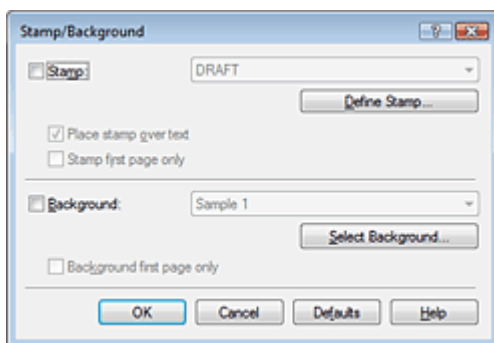 Stamp/Background
Stamp: DRAFT
Define Stamp...
Place stamp over text
Stamp first page only
Background: Sample 1
Select Background...
Background first page only
OK Cancel Defaults Help